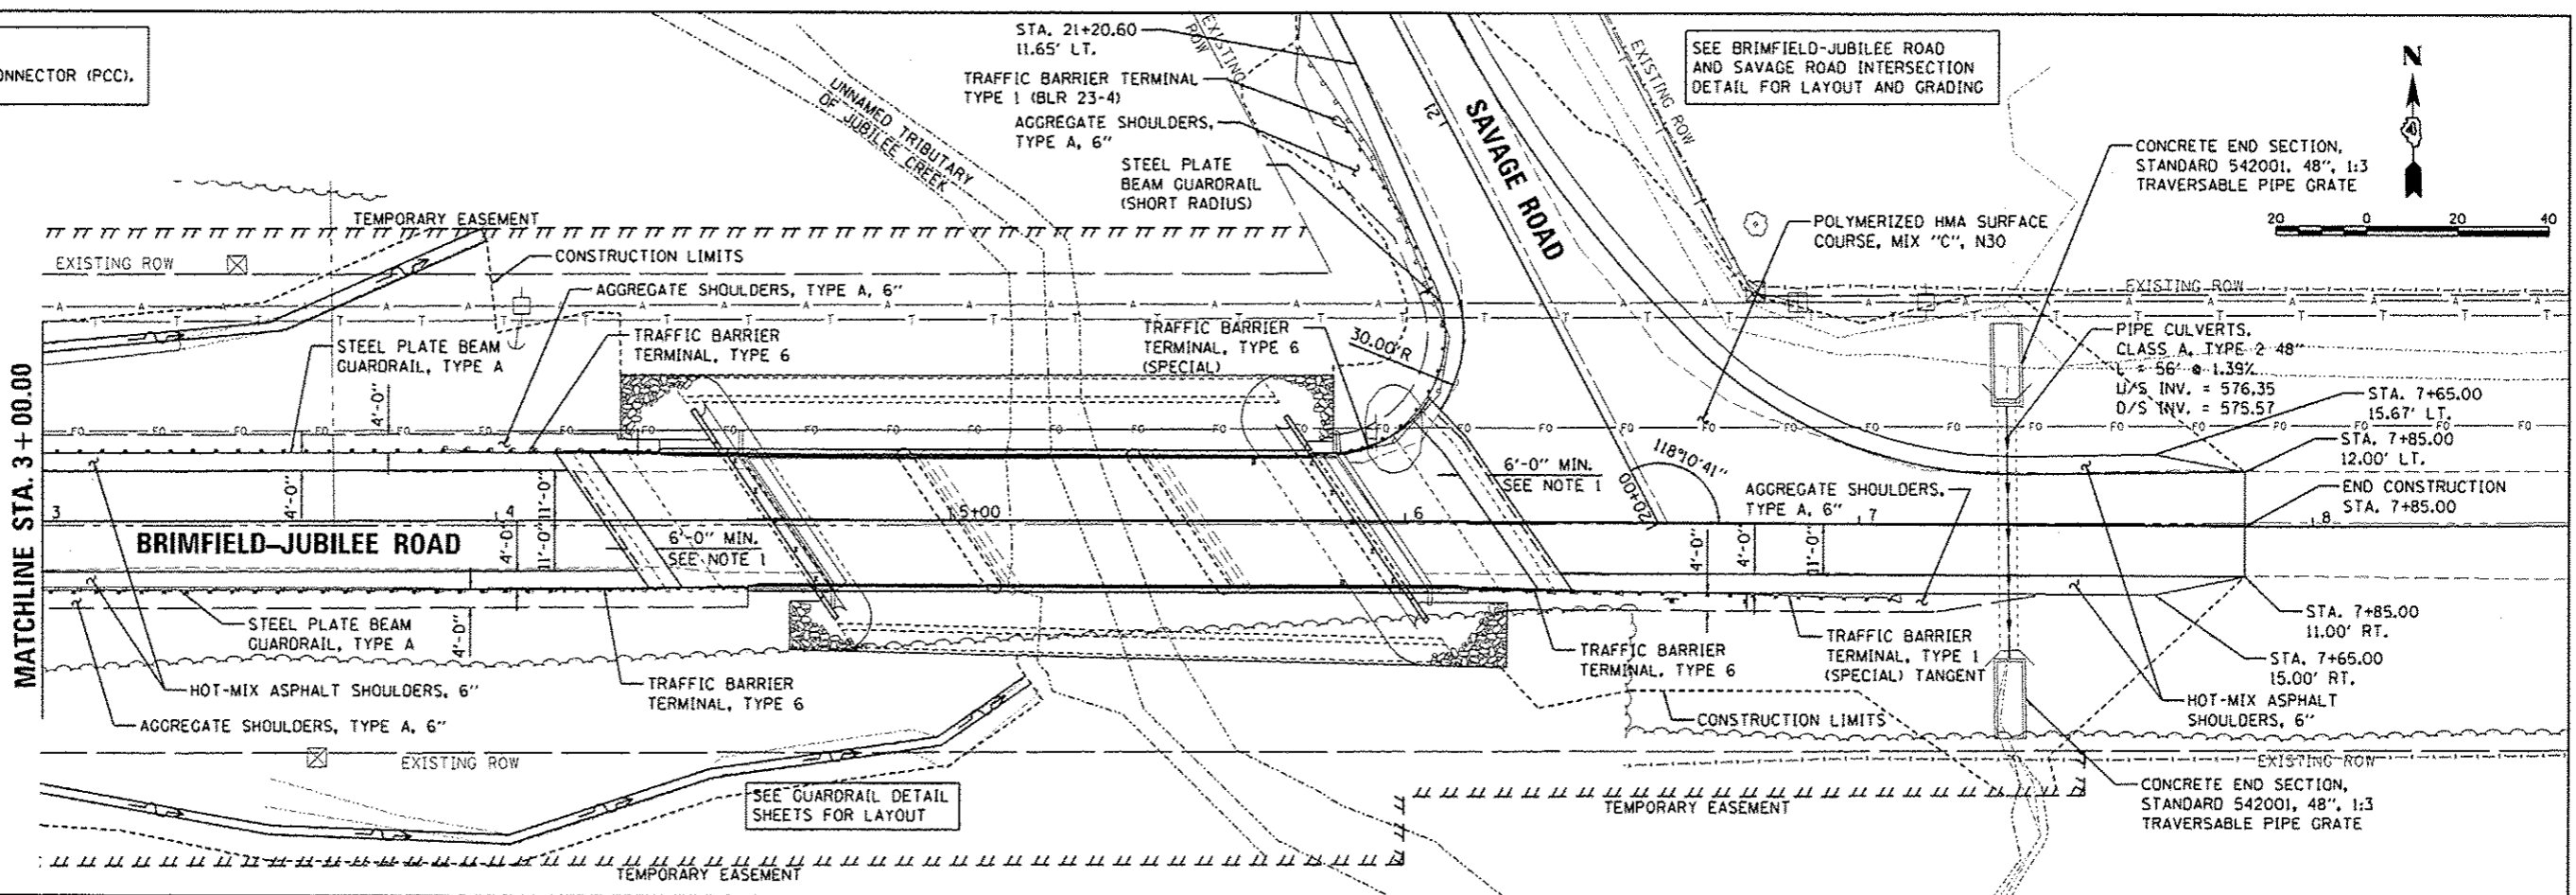 ONNECTOR (PCC).
STA. 21+20.60
11.65' LT.
TRAFFIC BARRIER TERMINAL
TYPE 1 (BLR 23-4)
AGGREGATE SHOULDERS,
TYPE A, 6"
STEEL PLATE
BEAM GUARDRAIL
(SHORT RADIUS)
EXISTING
ROW
UNNAMED TRIBUTARY
OF
JUBILEE CREEK
21
SAVAGE ROAD
EXISTING ROW
SEE BRIMFIELD-JUBILEE ROAD
AND SAVAGE ROAD INTERSECTION
DETAIL FOR LAYOUT AND GRADING
N
20 0 20 40
CONCRETE END SECTION,
STANDARD 542001, 48", 1:3
TRAVERSABLE PIPE GRATE
POLYMERIZED HMA SURFACE
COURSE, MIX "C", N30
TEMPORARY EASEMENT
EXISTING ROW
CONSTRUCTION LIMITS
AGGREGATE SHOULDERS, TYPE A, 6"
EXISTING ROW
STEEL PLATE BEAM
GUARDRAIL, TYPE A
TRAFFIC BARRIER
TERMINAL, TYPE 6
TRAFFIC BARRIER
TERMINAL, TYPE 6
(SPECIAL)
30.00'R
PIPE CULVERTS,
CLASS A, TYPE 2 48"
L = 56' @ 1.39%
U/S INV. = 576.35
D/S INV. = 575.57
STA. 7+65.00
15.67' LT.
STA. 7+85.00
12.00' LT.
END CONSTRUCTION
STA. 7+85.00
MATCHLINE STA. 3+00.00
4'-0"
4'-0"
11'-0"
4'-0"
11'-0"
3 4 5+00 6 7 8
BRIMFIELD-JUBILEE ROAD
6'-0" MIN.
SEE NOTE 1
6'-0" MIN.
SEE NOTE 1
118°10'41"
120+00
AGGREGATE SHOULDERS,
TYPE A, 6"
4'-0"
4'-0"
11'-0"
STEEL PLATE BEAM
GUARDRAIL, TYPE A
4'-0"
HOT-MIX ASPHALT SHOULDERS, 6"
AGGREGATE SHOULDERS, TYPE A, 6"
TRAFFIC BARRIER
TERMINAL, TYPE 6
TRAFFIC BARRIER
TERMINAL, TYPE 6
TRAFFIC BARRIER
TERMINAL, TYPE 1
(SPECIAL) TANGENT
STA. 7+85.00
11.00' RT.
STA. 7+65.00
15.00' RT.
HOT-MIX ASPHALT
SHOULDERS, 6"
CONSTRUCTION LIMITS
EXISTING ROW
EXISTING ROW
SEE GUARDRAIL DETAIL
SHEETS FOR LAYOUT
TEMPORARY EASEMENT
CONCRETE END SECTION,
STANDARD 542001, 48", 1:3
TRAVERSABLE PIPE GRATE
TEMPORARY EASEMENT